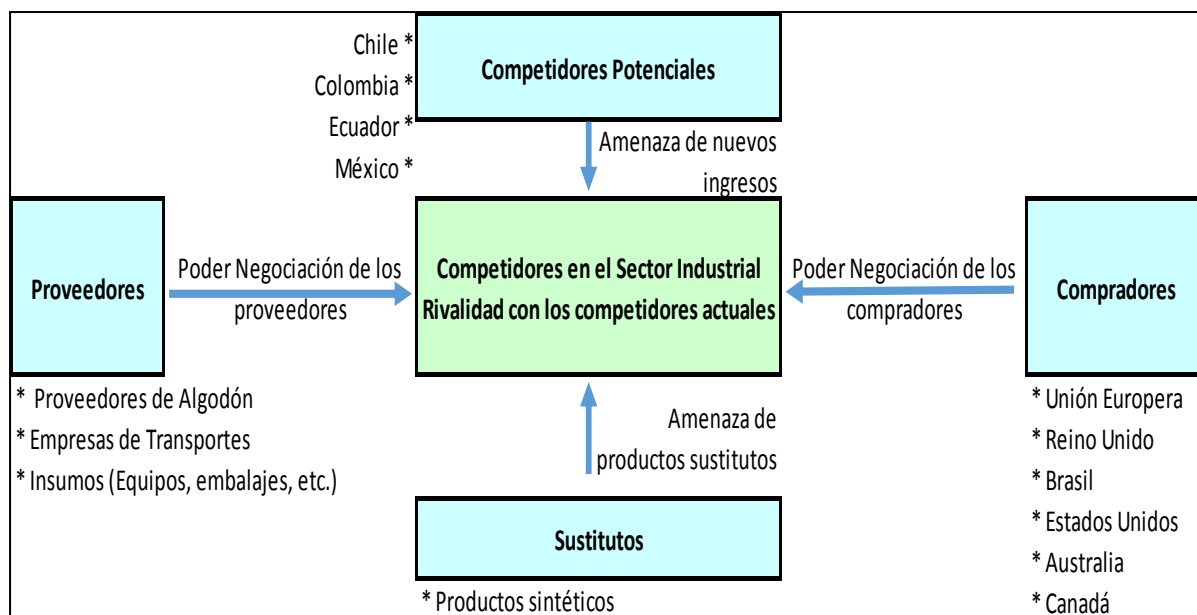 Chile *
Colombia *
Ecuador *
México *
Competidores Potenciales
Amenaza de nuevos
ingresos
Proveedores
Poder Negociación de los
proveedores
Competidores en el Sector Industrial
Rivalidad con los competidores actuales
Poder Negociación de los
compradores
Compradores
* Proveedores de Algodón
* Empresas de Transportes
* Insumos (Equipos, embalajes, etc.)
Amenaza de
productos sustitutos
Sustitutos
* Productos sintéticos
* Unión Europera
* Reino Unido
* Brasil
* Estados Unidos
* Australia
* Canadá